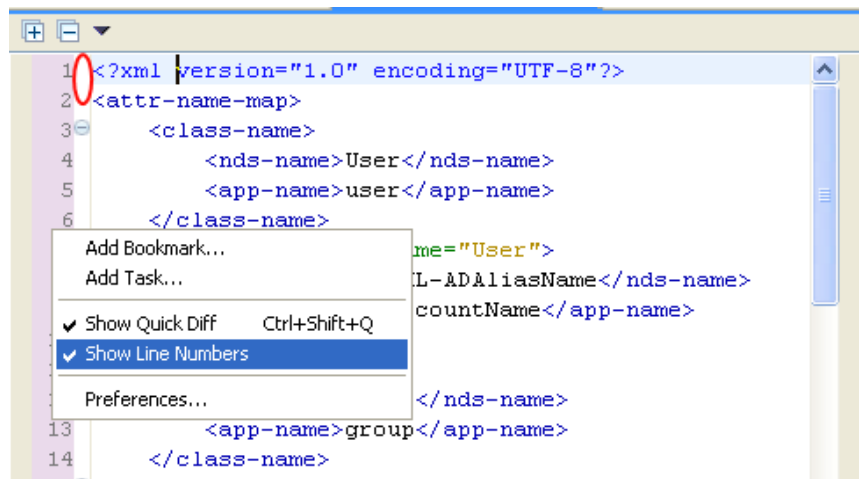 1 <?xml version="1.0" encoding="UTF-8"?>
2 <attr-name-map>
3 <class-name>
4 <nds-name>User</nds-name>
5 <app-name>user</app-name>
6 </class-name>
Add Bookmark...
me="User">
Add Task...
L-ADAliasName</nds-name>
countName</app-name>
Show Quick Diff Ctrl+Shift+Q
Show Line Numbers
Preferences...
</nds-name>
13 <app-name>group</app-name>
14 </class-name>